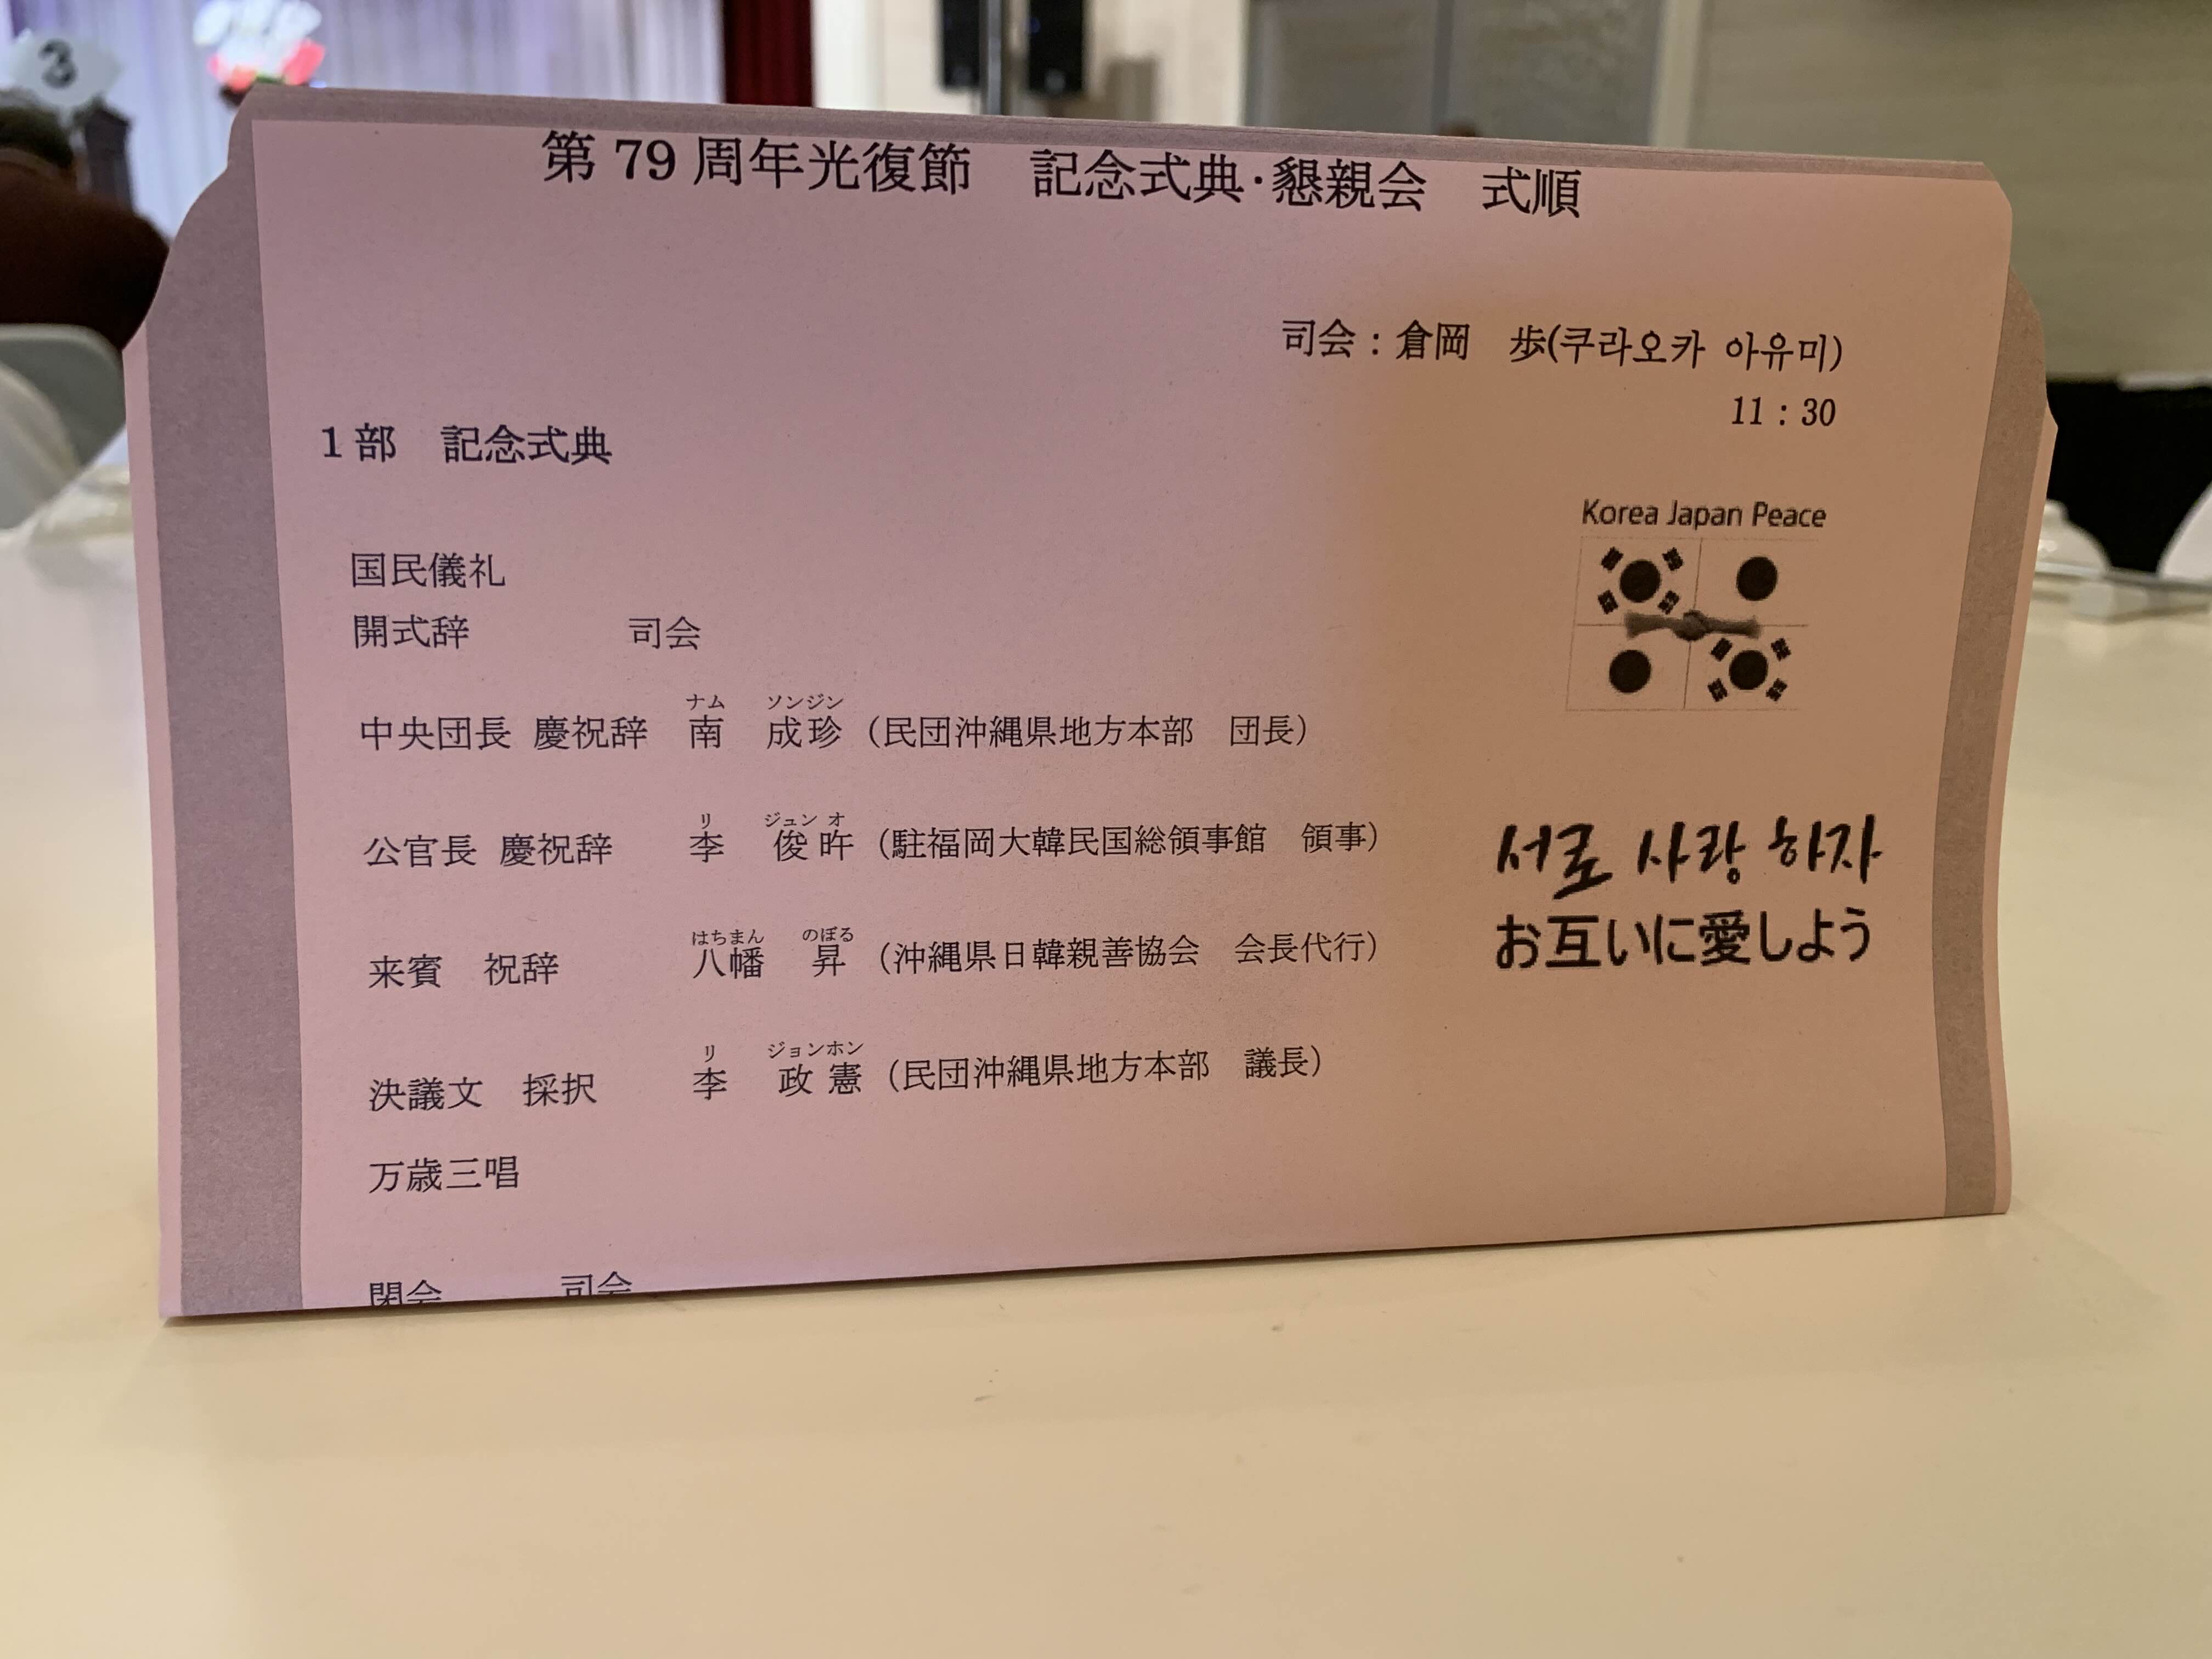 3
第79周年光復節　記念式典・懇親会　式順
司会：倉岡　歩(쿠라오카 아유미)
11：30
1部　記念式典
Korea Japan Peace
国民儀礼
開式辞　司会
ナム　ソンジン
中央団長 慶祝辞　南　成珍（民団沖縄県地方本部　団長）
リ　ジュン オ
公官長 慶祝辞　李　俊旿（駐福岡大韓民国総領事館　領事）
서로 사랑 하자
お互いに愛しよう
はちまん　のぼる
来賓　祝辞　八幡　昇（沖縄県日韓親善協会　会長代行）
リ　ジョンホン
決議文　採択　李　政憲（民団沖縄県地方本部　議長）
万歳三唱
閉会　司会